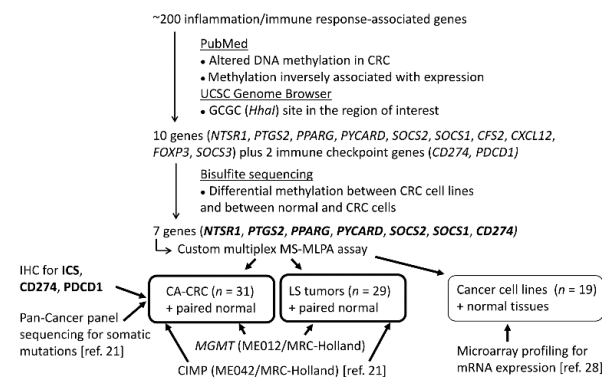 ~200 inflammation/immune response-associated genes
PubMed
• Altered DNA methylation in CRC
• Methylation inversely associated with expression
UCSC Genome Browser
• GCGC (HhaI) site in the region of interest
10 genes (NTSR1, PTGS2, PPARG, PYCARD, SOCS2, SOCS1, CFS2, CXCL12,
FOXP3, SOCS3) plus 2 immune checkpoint genes (CD274, PDCD1)
Bisulfite sequencing
• Differential methylation between CRC cell lines
and between normal and CRC cells
7 genes (NTSR1, PTGS2, PPARG, PYCARD, SOCS2, SOCS1, CD274)
Custom multiplex MS-MLPA assay
IHC for ICS,
CD274, PDCD1
Pan-Cancer panel
sequencing for somatic
mutations [ref. 21]
CA-CRC (n = 31)
+ paired normal
LS tumors (n = 29)
+ paired normal
Cancer cell lines (n = 19)
+ normal tissues
MGMT (ME012/MRC-Holland)
CIMP (ME042/MRC-Holland) [ref. 21]
Microarray profiling for
mRNA expression [ref. 28]